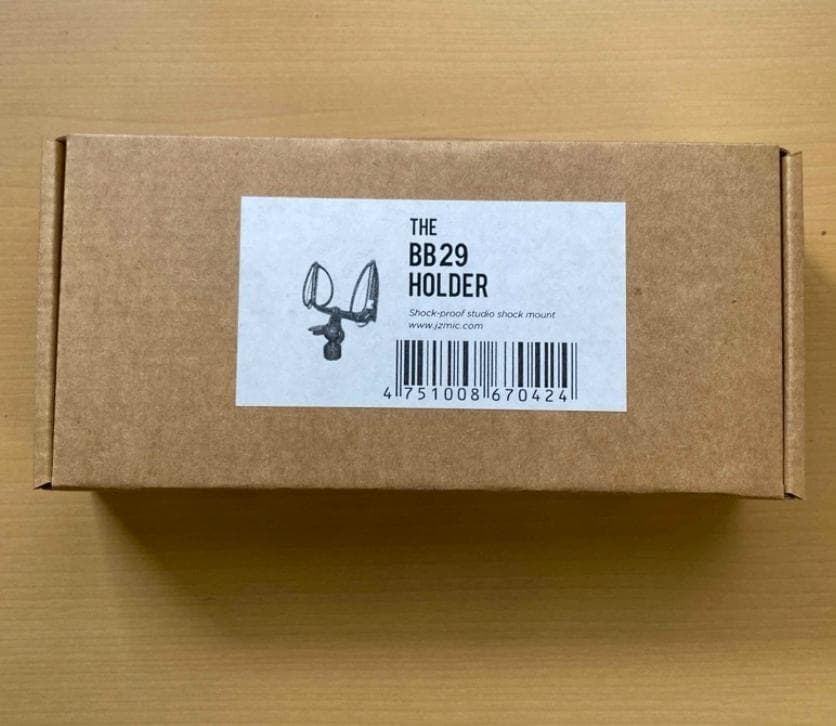 THE
BB29
HOLDER
Shock-proof studio shock mount
www.jzmic.com
4 751008 670424